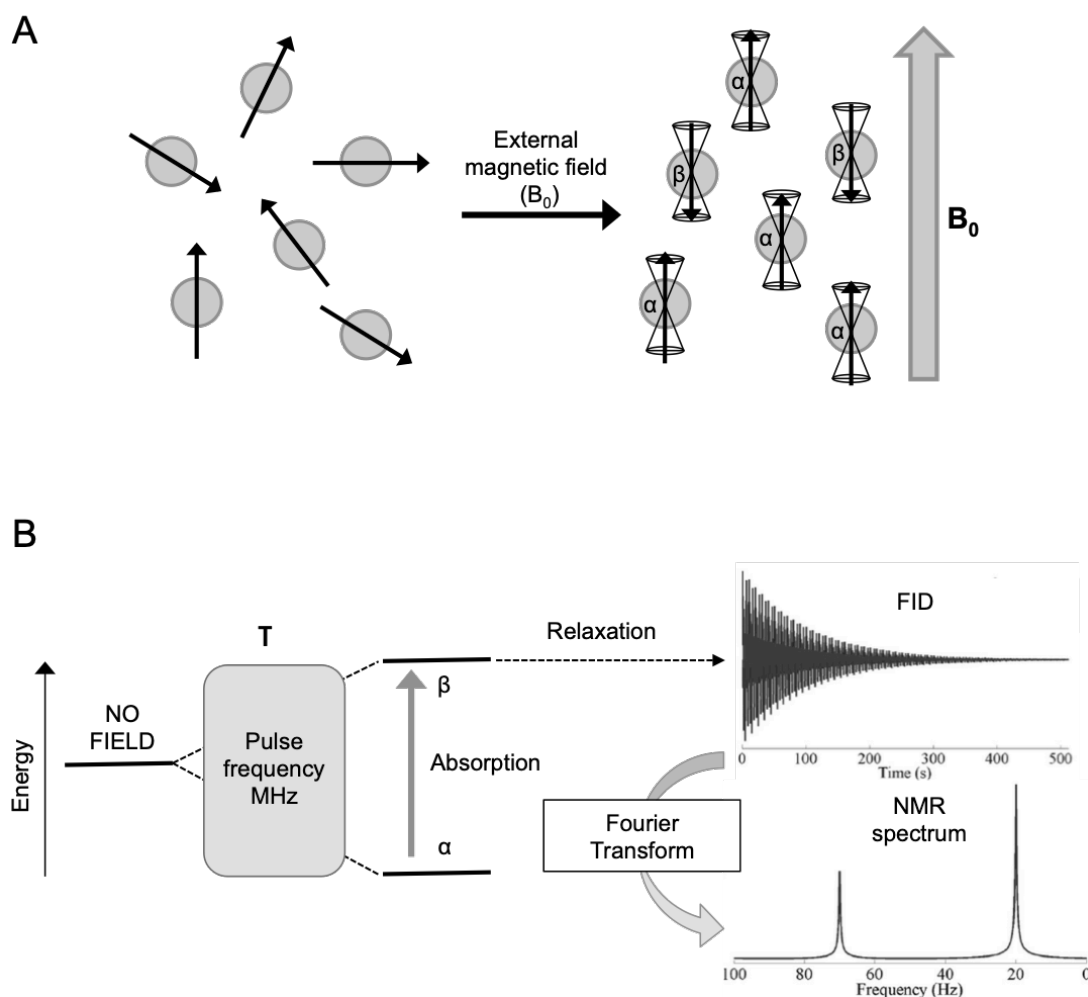 A
External
magnetic field
(B₀)
α
β
β
α
α
α
B₀
B
Energy
NO
FIELD
T
Pulse
frequency
MHz
β
Absorption
α
Relaxation
FID
0 100 200 300 400 500
Time (s)
Fourier
Transform
NMR
spectrum
100 80 60 40 20 0
Frequency (Hz)